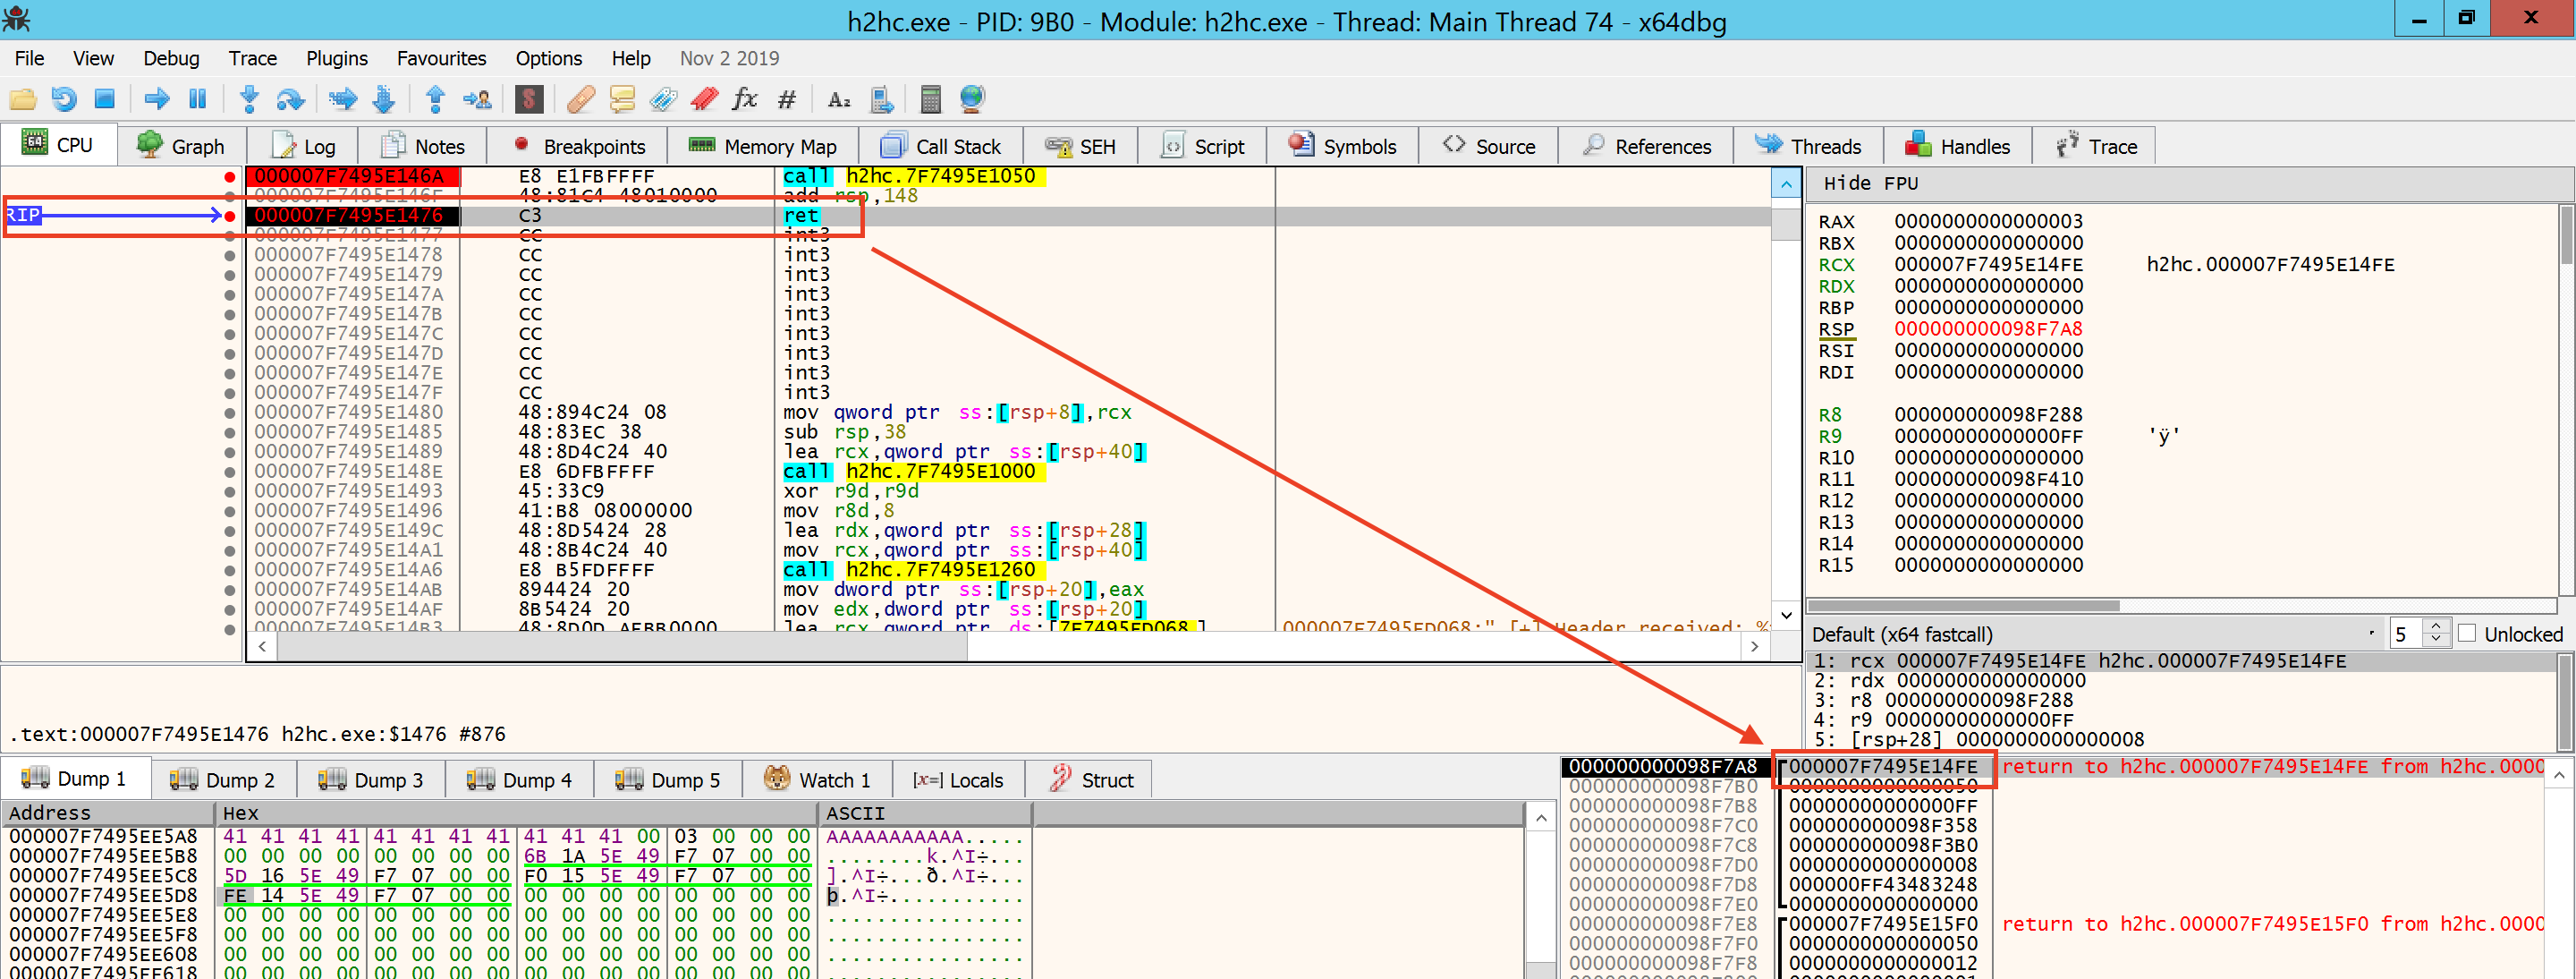 h2hc.exe - PID: 9B0 - Module: h2hc.exe - Thread: Main Thread 74 - x64dbg
File View Debug Trace Plugins Favourites Options Help Nov 2 2019
CPU Graph Log Notes Breakpoints Memory Map Call Stack SEH Script Symbols Source References Threads Handles Trace
000007F7495E146A E8 E1FBFFFF call h2hc.7F7495E1050
000007F7495E146F 48:81C4 48010000 add rsp,148
RIP 000007F7495E1476 C3 ret
000007F7495E1477 CC int3
000007F7495E1478 CC int3
000007F7495E1479 CC int3
000007F7495E147A CC int3
000007F7495E147B CC int3
000007F7495E147C CC int3
000007F7495E147D CC int3
000007F7495E147E CC int3
000007F7495E147F CC int3
000007F7495E1480 48:894C24 08 mov qword ptr ss:[rsp+8],rcx
000007F7495E1485 48:83EC 38 sub rsp,38
000007F7495E1489 48:8D4C24 40 lea rcx,qword ptr ss:[rsp+40]
000007F7495E148E E8 6DFBFFFF call h2hc.7F7495E1000
000007F7495E1493 45:33C9 xor r9d,r9d
000007F7495E1496 41:B8 08000000 mov r8d,8
000007F7495E149C 48:8D5424 28 lea rdx,qword ptr ss:[rsp+28]
000007F7495E14A1 48:8B4C24 40 mov rcx,qword ptr ss:[rsp+40]
000007F7495E14A6 E8 B5FDFFFF call h2hc.7F7495E1260
000007F7495E14AB 894424 20 mov dword ptr ss:[rsp+20],eax
000007F7495E14AF 8B5424 20 mov edx,dword ptr ss:[rsp+20]
000007F7495E14B3 48:8D0D AEBB0000 lea rcx,qword ptr ds:[7F7495ED068] 000007F7495ED068:" [+] Header received: %
.text:000007F7495E1476 h2hc.exe:$1476 #876
Hide FPU
RAX 0000000000000003
RBX 0000000000000000
RCX 000007F7495E14FE h2hc.000007F7495E14FE
RDX 0000000000000000
RBP 0000000000000000
RSP 000000000098F7A8
RSI 0000000000000000
RDI 0000000000000000
R8 000000000098F288
R9 00000000000000FF 'ÿ'
R10 0000000000000000
R11 000000000098F410
R12 0000000000000000
R13 0000000000000000
R14 0000000000000000
R15 0000000000000000
Default (x64 fastcall) 5 Unlocked
1: rcx 000007F7495E14FE h2hc.000007F7495E14FE
2: rdx 0000000000000000
3: r8 000000000098F288
4: r9 00000000000000FF
5: [rsp+28] 0000000000000008
Dump 1 Dump 2 Dump 3 Dump 4 Dump 5 Watch 1 [x=] Locals Struct
Address Hex ASCII
000007F7495EE5A8 41 41 41 41 41 41 41 41 41 41 41 00 03 00 00 00 AAAAAAAAAAA.....
000007F7495EE5B8 00 00 00 00 00 00 00 00 6B 1A 5E 49 F7 07 00 00 ........k.^I÷...
000007F7495EE5C8 5D 16 5E 49 F7 07 00 00 F0 15 5E 49 F7 07 00 00 ].^I÷...ð.^I÷...
000007F7495EE5D8 FE 14 5E 49 F7 07 00 00 00 00 00 00 00 00 00 00 þ.^I÷...........
000007F7495EE5E8 00 00 00 00 00 00 00 00 00 00 00 00 00 00 00 00 ................
000007F7495EE5F8 00 00 00 00 00 00 00 00 00 00 00 00 00 00 00 00 ................
000007F7495EE608 00 00 00 00 00 00 00 00 00 00 00 00 00 00 00 00 ................
000007F7495EE618 00 00 00 00 00 00 00 00 00 00 00 00 00 00 00 00 ................
000000000098F7A8 000007F7495E14FE return to h2hc.000007F7495E14FE from h2hc.0000
000000000098F7B0 0000000000000050
000000000098F7B8 00000000000000FF
000000000098F7C0 000000000098F358
000000000098F7C8 000000000098F3B0
000000000098F7D0 0000000000000008
000000000098F7D8 000000FF43483248
000000000098F7E0 0000000000000000
000000000098F7E8 000007F7495E15F0 return to h2hc.000007F7495E15F0 from h2hc.0000
000000000098F7F0 0000000000000050
000000000098F7F8 0000000000000012